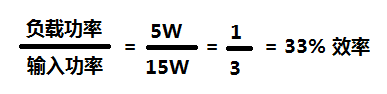 负载功率 / 输入功率 = 5W / 15W = 1 / 3 = 33% 效率